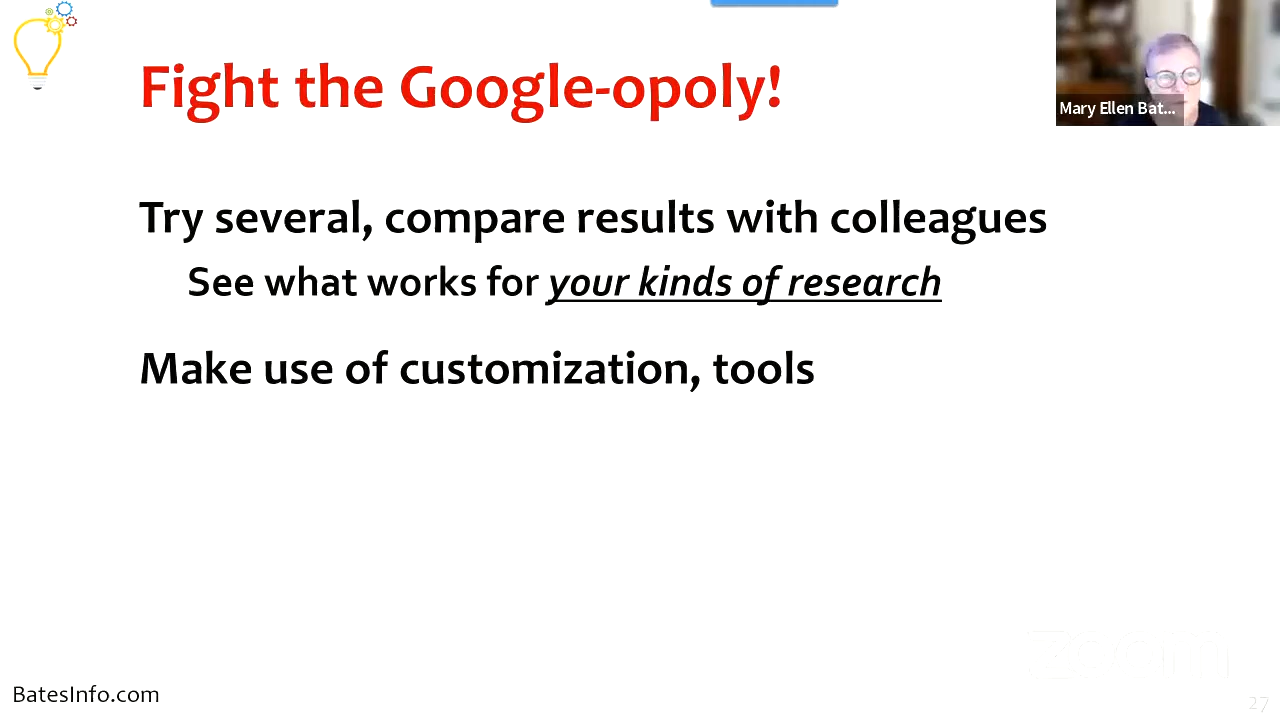 Fight the Google-opoly!
Mary Ellen Bat...
Try several, compare results with colleagues
See what works for your kinds of research
Make use of customization, tools
zoom
BatesInfo.com
27